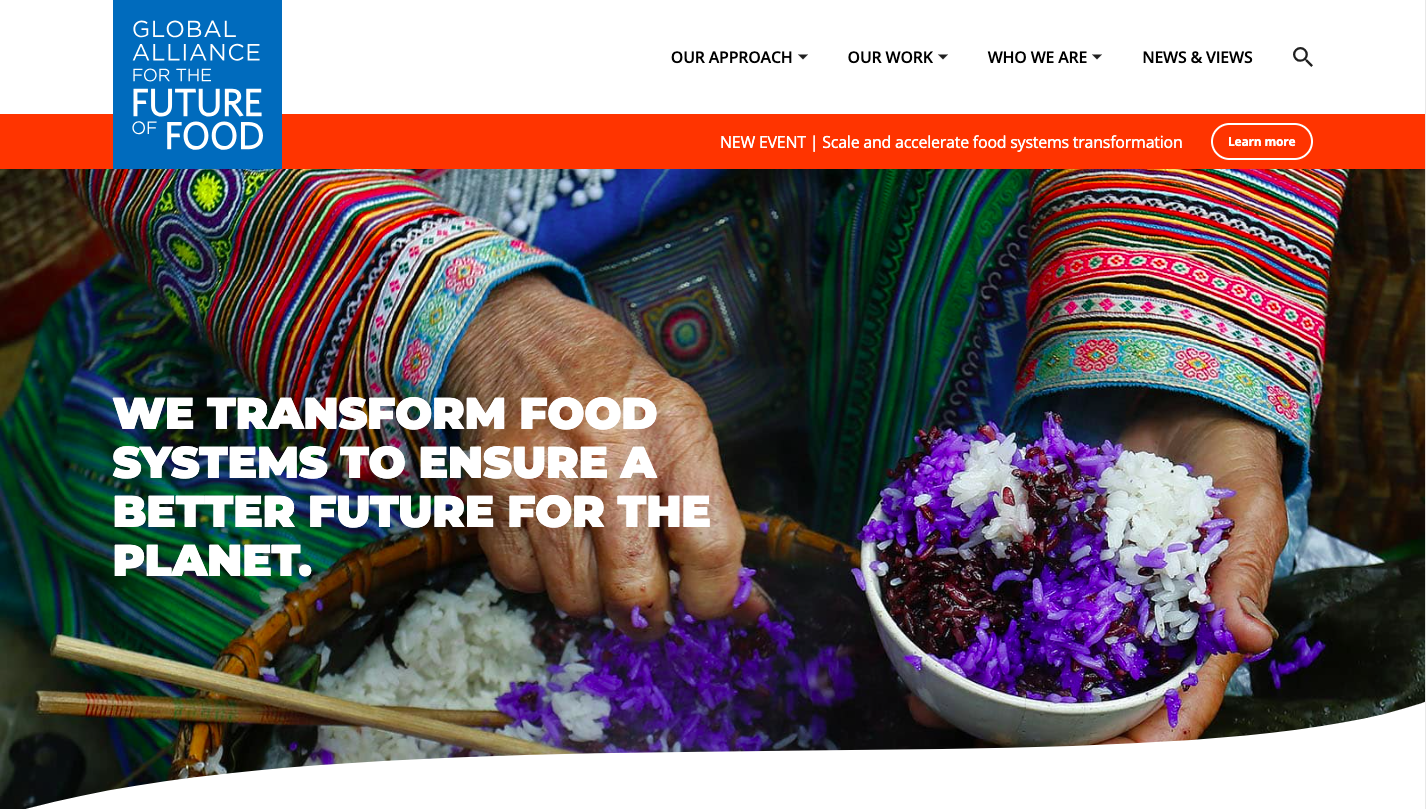 GLOBAL
ALLIANCE
FOR THE
FUTURE
OF FOOD
OUR APPROACH
OUR WORK
WHO WE ARE
NEWS & VIEWS
NEW EVENT | Scale and accelerate food systems transformation
Learn more
WE TRANSFORM FOOD
SYSTEMS TO ENSURE A
BETTER FUTURE FOR THE
PLANET.